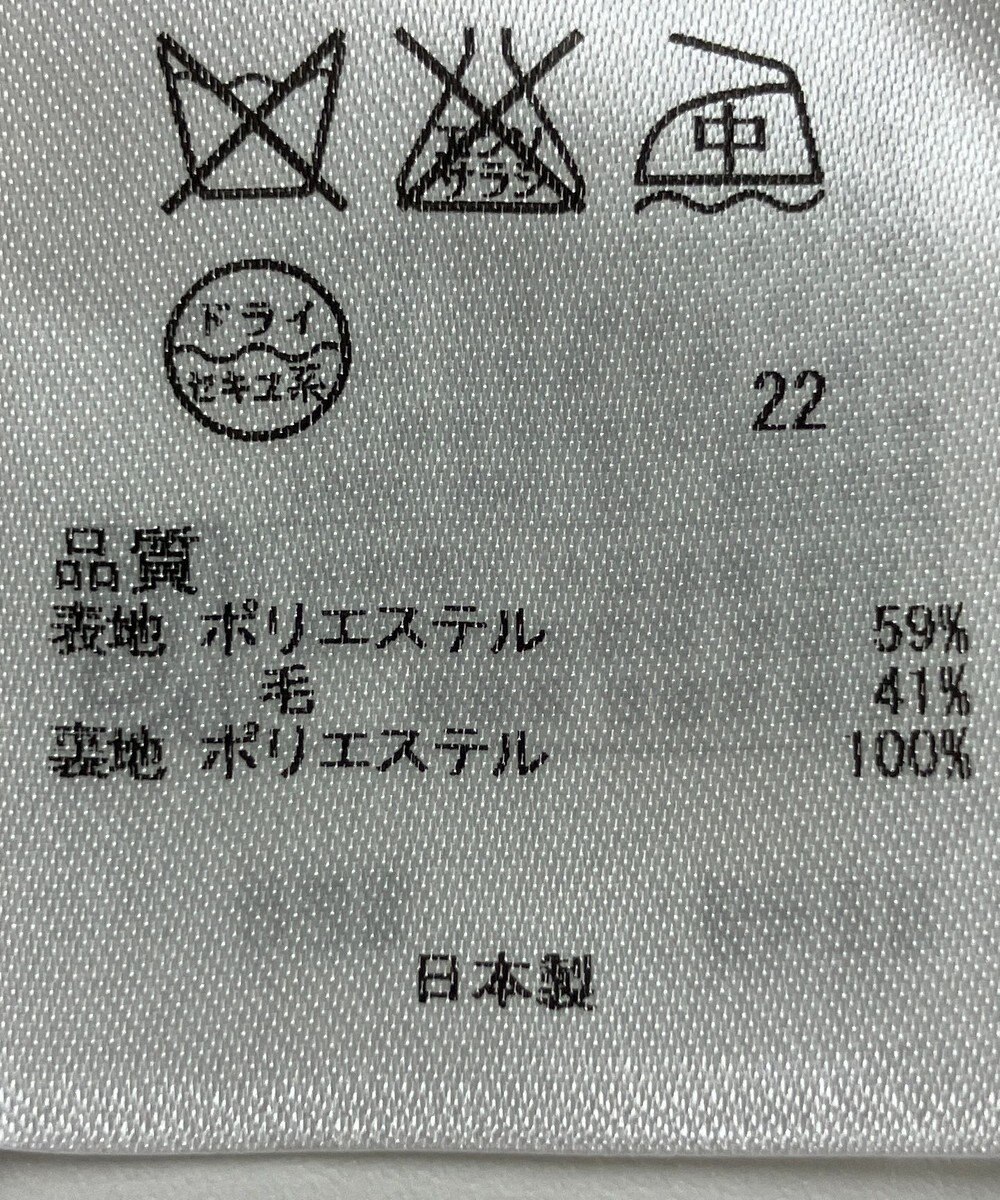 エンソ
サラシ
中
ドライ
セキユ系
22
品質
表地 ポリエステル 59%
毛 41%
裏地 ポリエステル 100%
日本製